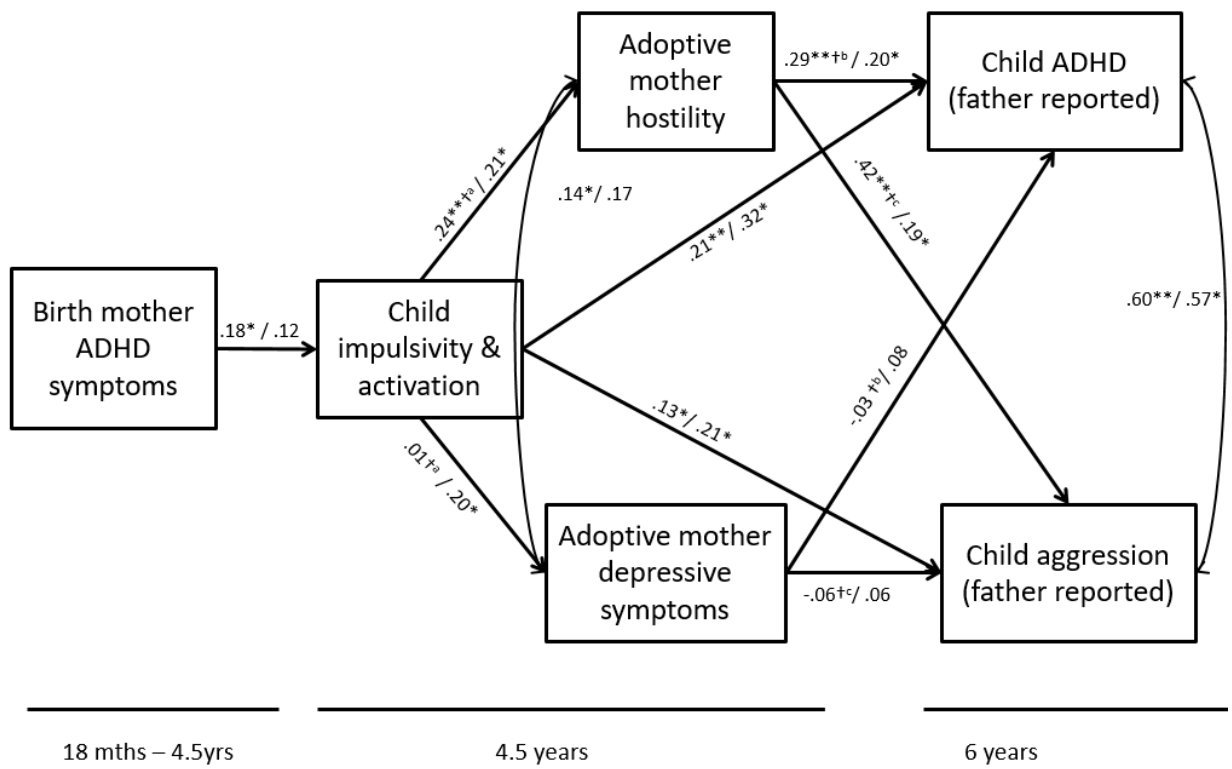 Adoptive
mother
hostility
.29**†ᵇ/ .20*
Child ADHD
(father reported)
.24**†ᵃ/ .21*
.14*/ .17
.21**/ .32*
.42**†ᶜ/.19*
Birth mother
ADHD
symptoms
.18* / .12
Child
impulsivity &
activation
.60**/ .57*
.01†ᵃ/ .20*
.13*/ .21*
-.03 †ᵇ/ .08
Adoptive mother
depressive
symptoms
-.06†ᶜ/ .06
Child aggression
(father reported)
18 mths – 4.5yrs
4.5 years
6 years